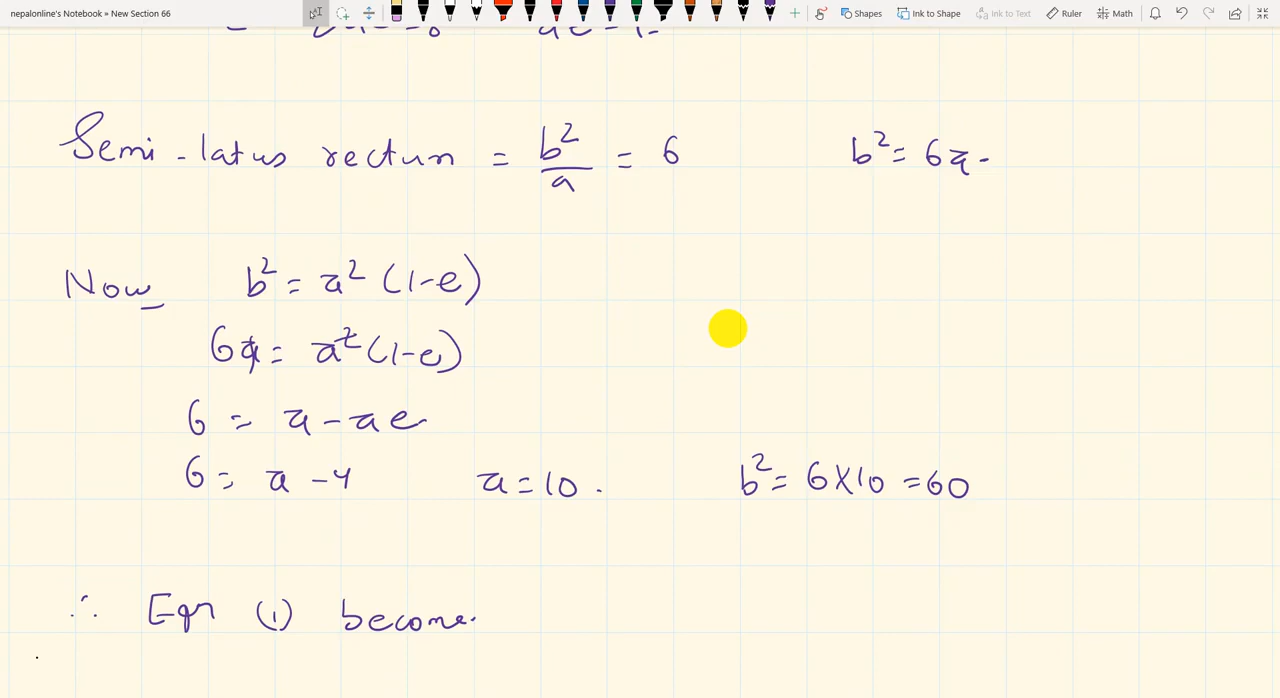 nepalonline's Notebook » New Section 66
Shapes Ink to Shape Ink to Text Ruler Math
Semi-latus rectum = b²/a = 6 b² = 6a
Now b² = a² (1-e)
6a = a² (1-e)
6 = a - ae
6 = a - 4 a = 10. b² = 6 X 10 = 60
∴ Eqn (1) become.